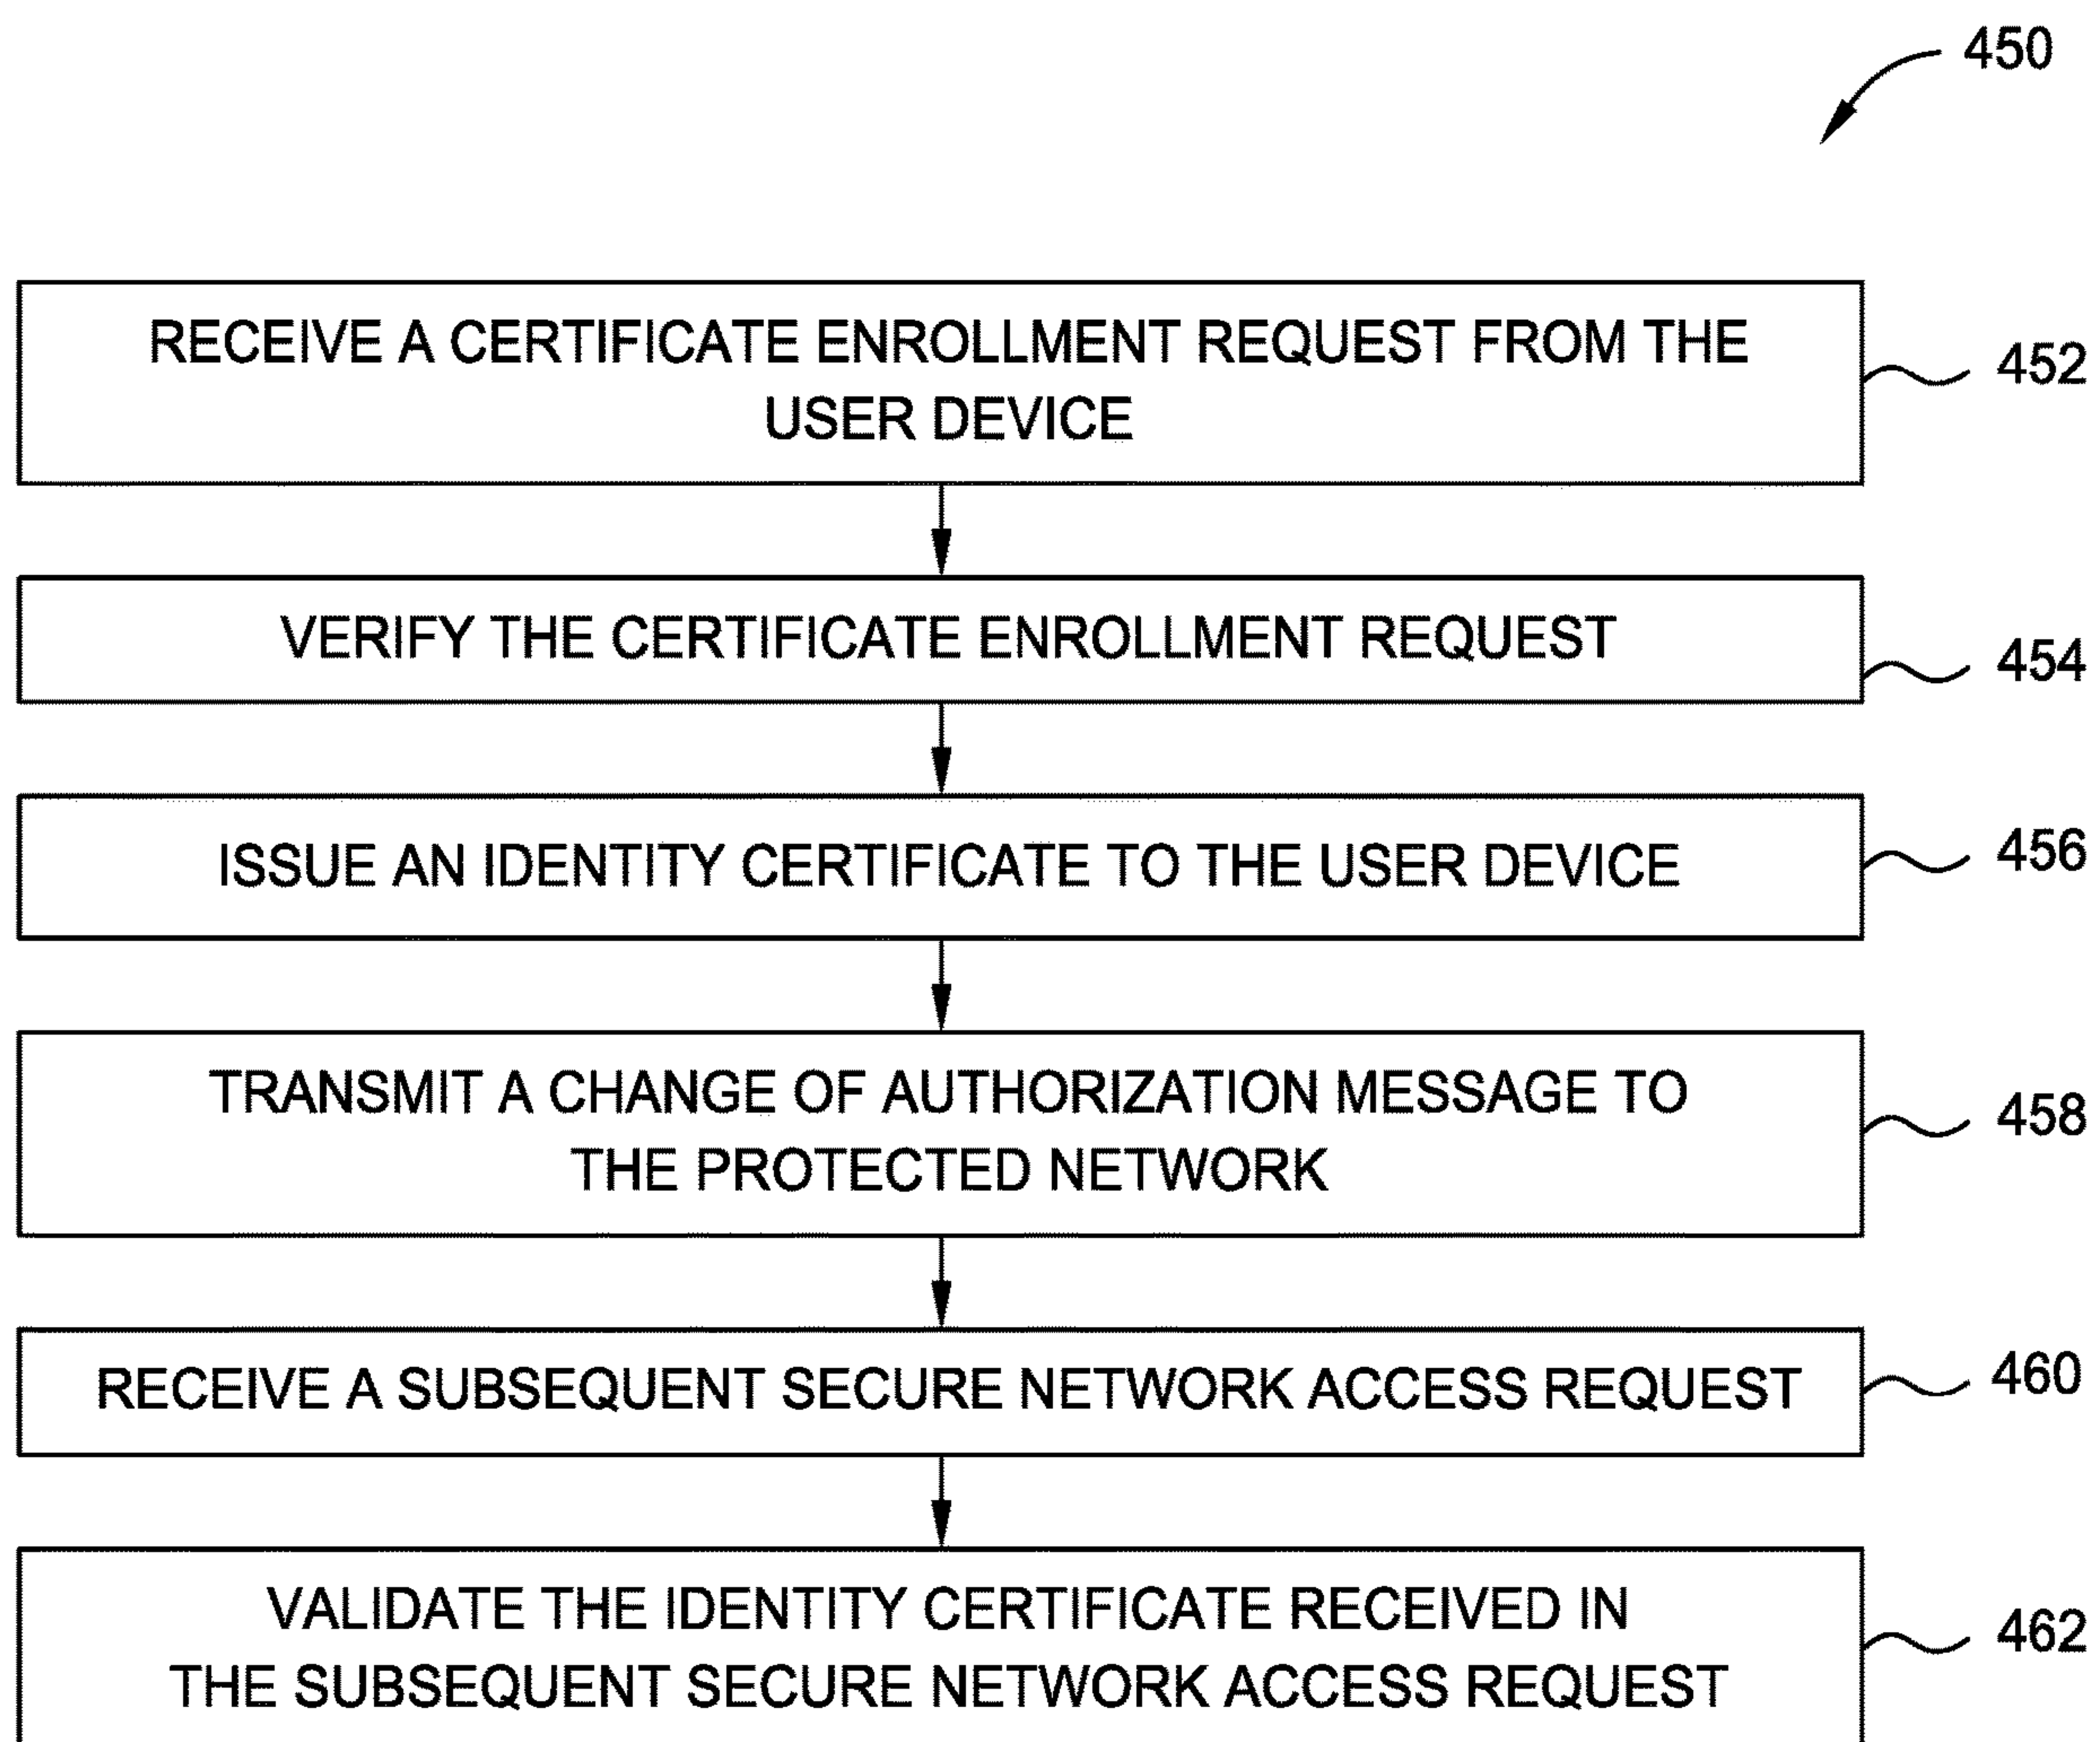 450
RECEIVE A CERTIFICATE ENROLLMENT REQUEST FROM THE
USER DEVICE
452
VERIFY THE CERTIFICATE ENROLLMENT REQUEST
454
ISSUE AN IDENTITY CERTIFICATE TO THE USER DEVICE
456
TRANSMIT A CHANGE OF AUTHORIZATION MESSAGE TO
THE PROTECTED NETWORK
458
RECEIVE A SUBSEQUENT SECURE NETWORK ACCESS REQUEST
460
VALIDATE THE IDENTITY CERTIFICATE RECEIVED IN
THE SUBSEQUENT SECURE NETWORK ACCESS REQUEST
462